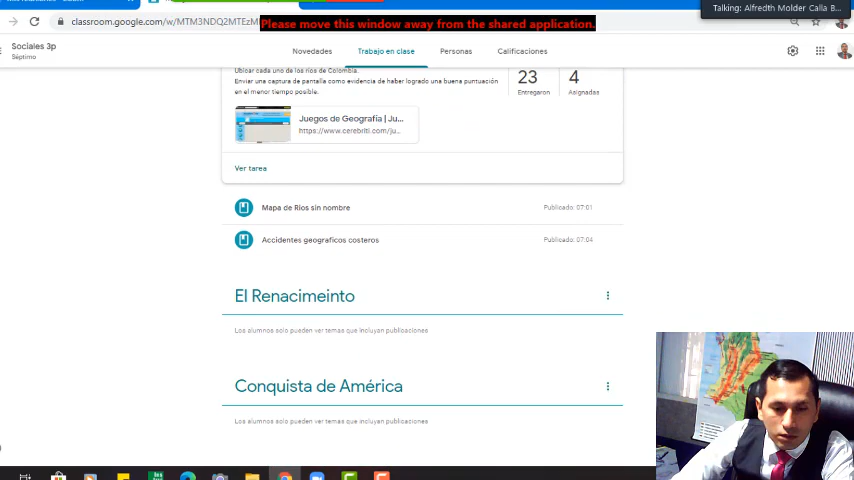 Talking: Alfredth Molder Calla B...
classroom.google.com/w/MTM3NDQ2MTEzM
Please move this window away from the shared application.
Sociales 3p
Séptimo
Novedades
Trabajo en clase
Personas
Calificaciones
Ubicar cada uno de los rios de Colombia.
Enviar una captura de pantalla como evidencia de haber logrado una buena puntuación
en el menor tiempo posible.
23
Entregaron
4
Asignadas
Juegos de Geografía | Ju...
https://www.cerebriti.com/ju...
Ver tarea
Mapa de Rios sin nombre
Publicado: 07:01
Accidentes geograficos costeros
Publicado: 07:04
El Renacimeinto
Los alumnos solo pueden ver temas que incluyan publicaciones
Conquista de América
Los alumnos solo pueden ver temas que incluyan publicaciones